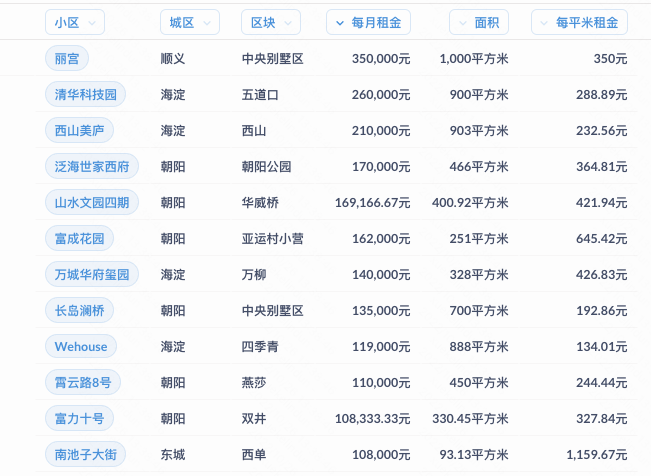 小区 城区 区块 每月租金 面积 每平米租金
丽宫 顺义 中央别墅区 350,000元 1,000平方米 350元
清华科技园 海淀 五道口 260,000元 900平方米 288.89元
西山美庐 海淀 西山 210,000元 903平方米 232.56元
泛海世家西府 朝阳 朝阳公园 170,000元 466平方米 364.81元
山水文园四期 朝阳 华威桥 169,166.67元 400.92平方米 421.94元
富成花园 朝阳 亚运村小营 162,000元 251平方米 645.42元
万城华府玺园 海淀 万柳 140,000元 328平方米 426.83元
长岛澜桥 朝阳 中央别墅区 135,000元 700平方米 192.86元
Wehouse 海淀 四季青 119,000元 888平方米 134.01元
霄云路8号 朝阳 燕莎 110,000元 450平方米 244.44元
富力十号 朝阳 双井 108,333.33元 330.45平方米 327.84元
南池子大街 东城 西单 108,000元 93.13平方米 1,159.67元